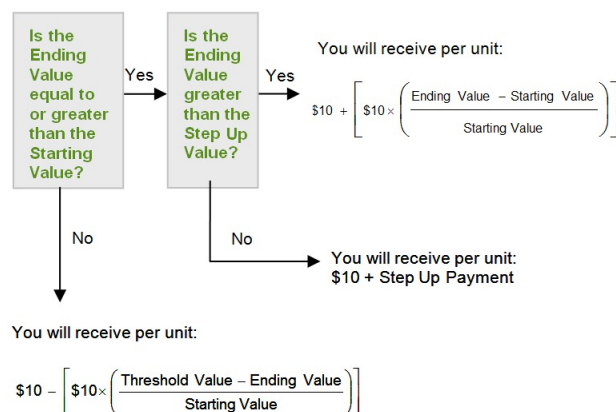 Is the
Ending
Value
equal to
or greater
than the
Starting
Value?
Yes
Is the
Ending
Value
greater
than the
Step Up
Value?
Yes
You will receive per unit:
$10 + [ $10 × ( Ending Value – Starting Value
Starting Value ) ]
No
No
You will receive per unit:
$10 + Step Up Payment
You will receive per unit:
$10 – [ $10× ( Threshold Value – Ending Value
Starting Value ) ]